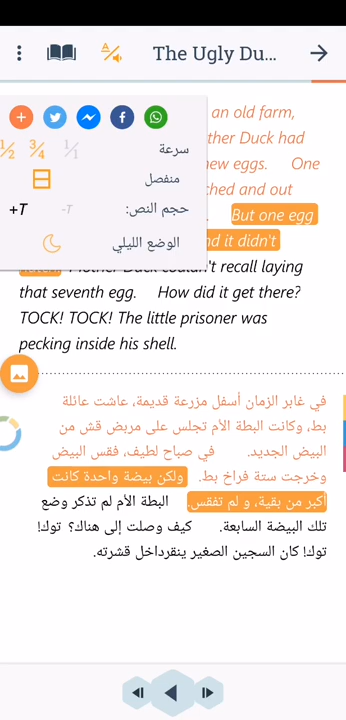 The Ugly Du...
an old farm,
ther Duck had
ew eggs. One
ched and out
But one egg
nd it didn't
Mother Duck couldn't recall laying
that seventh egg. How did it get there?
TOCK! TOCK! The little prisoner was
pecking inside his shell.
سرعة
1/2 3/4 1/1
منفصل
حجم النص:
+T -T
الوضع الليلي
في غابر الزمان أسفل مزرعة قديمة، عاشت عائلة
بط، وكانت البطة الأم تجلس على مربض قش من
البيض الجديد. في صباح لطيف، فقس البيض
وخرجت ستة فراخ بط. ولكن بيضة واحدة كانت
أكبر من بقية، و لم تفقس. البطة الأم لم تذكر وضع
تلك البيضة السابعة. كيف وصلت إلى هناك؟ توك!
توك! كان السجين الصغير ينقرداخل قشرته.